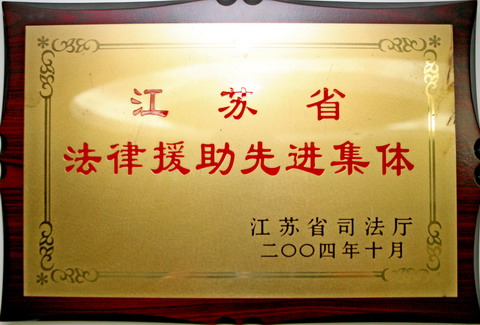 江苏省
法律援助先进集体
江苏省司法厅
二〇〇四年十月